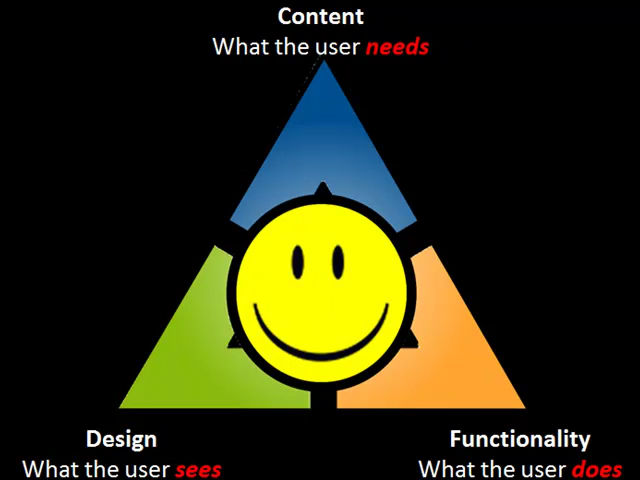 Content
What the user needs
Design
What the user sees
Functionality
What the user does